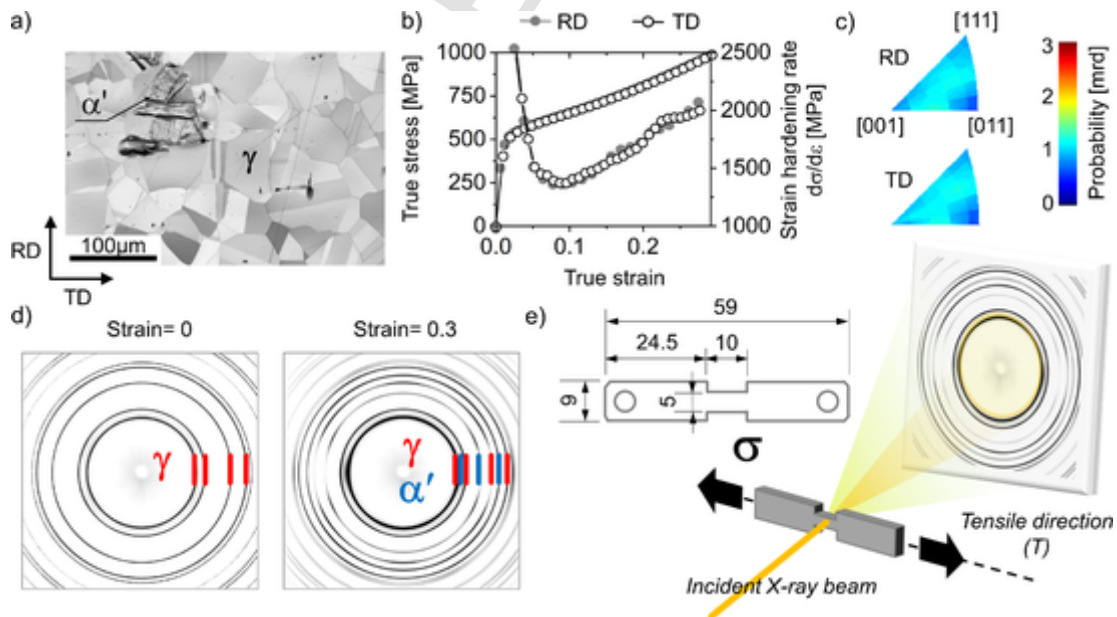 a)
α'
γ
RD
TD
100μm
b)
RD
TD
True stress [MPa]
1000
750
500
250
0
2500
2000
1500
1000
Strain hardening rate
dσ/dε [MPa]
0.0
0.1
0.2
True strain
c)
[111]
RD
[001]
[011]
TD
3
2
1
0
Probability [mrd]
d)
Strain= 0
Strain= 0.3
γ
γ
α'
e)
59
24.5
10
9
5
σ
Tensile direction
(T)
Incident X-ray beam